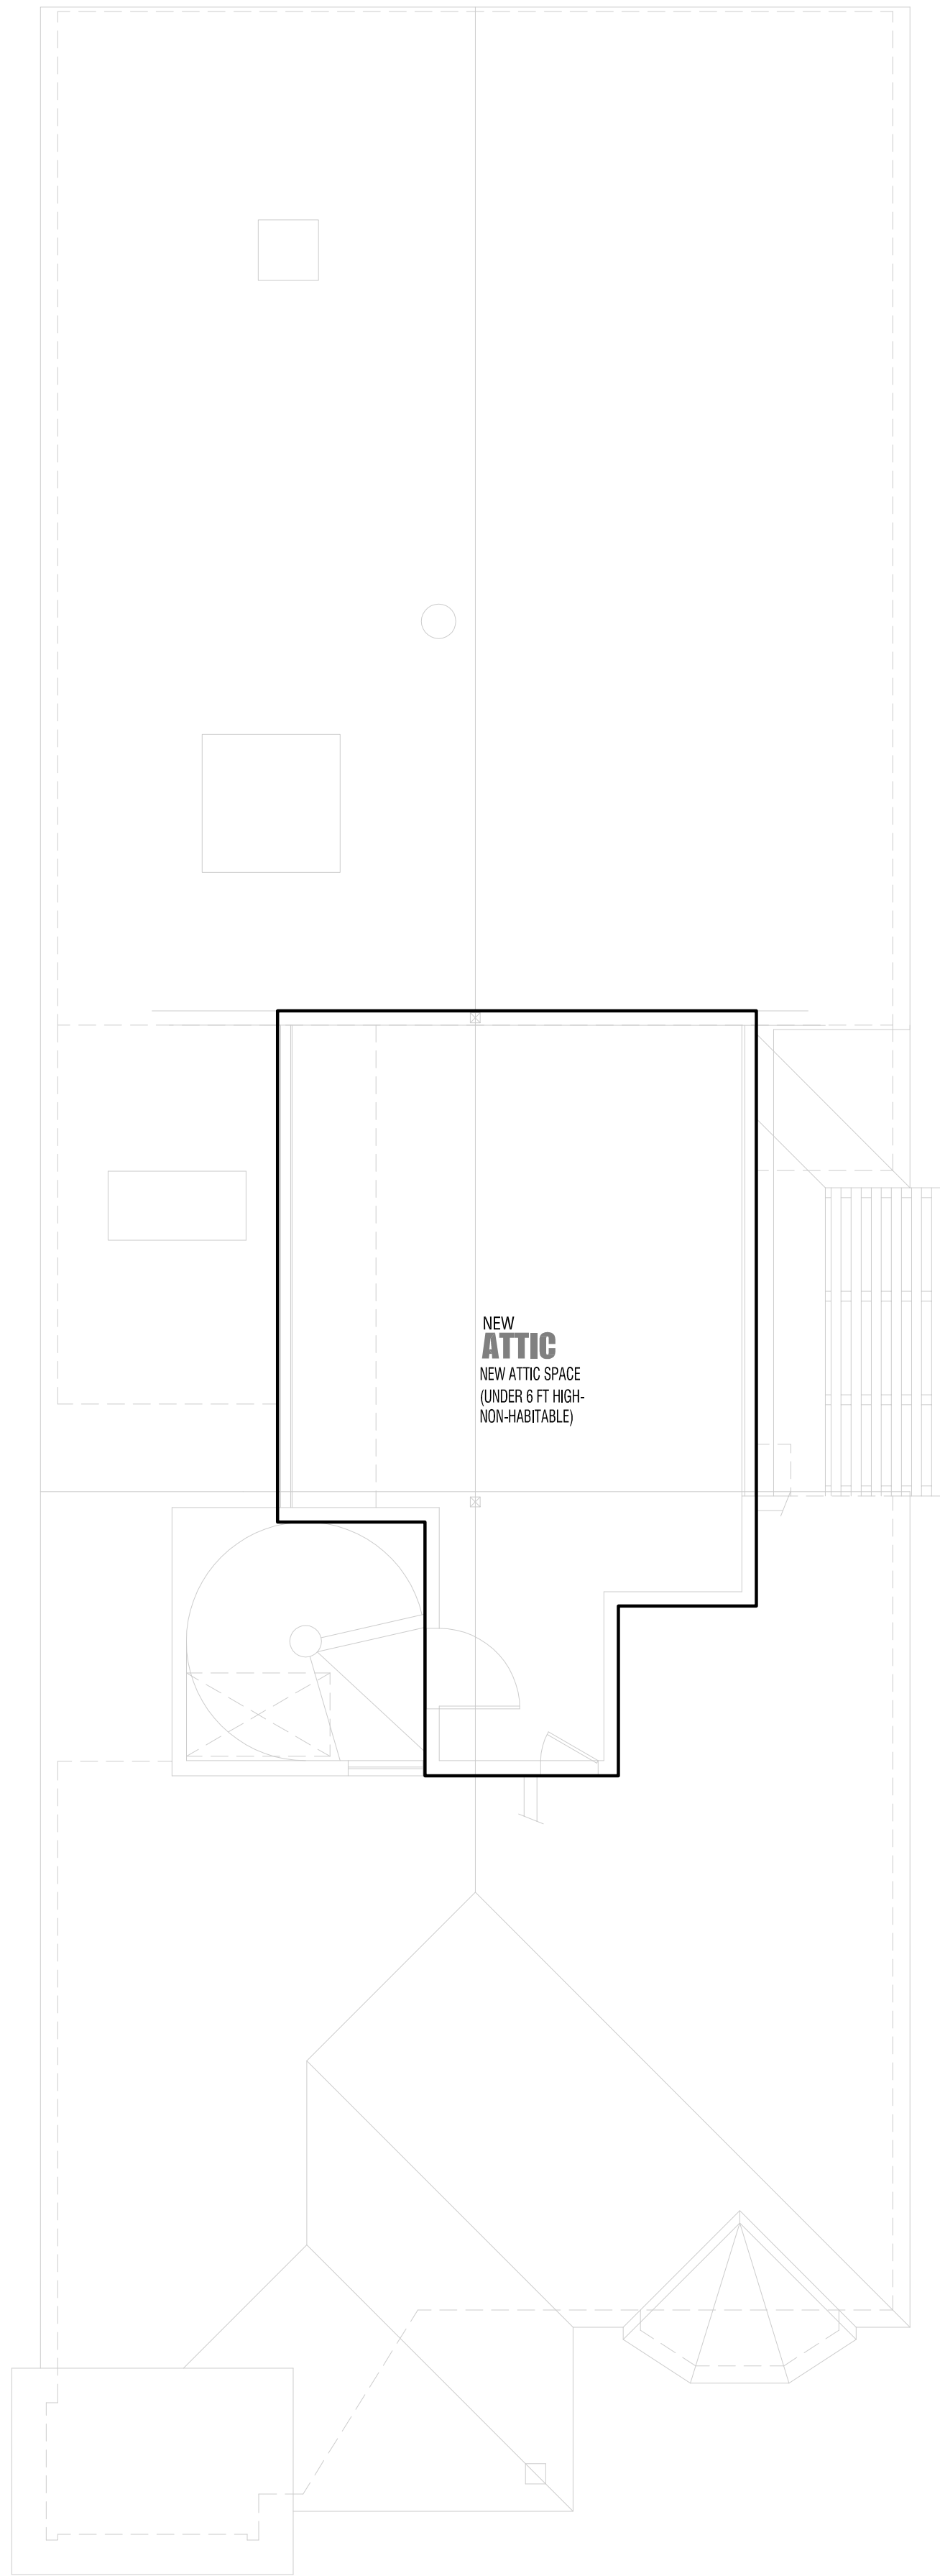 NEW
ATTIC
NEW ATTIC SPACE
(UNDER 6 FT HIGH-
NON-HABITABLE)